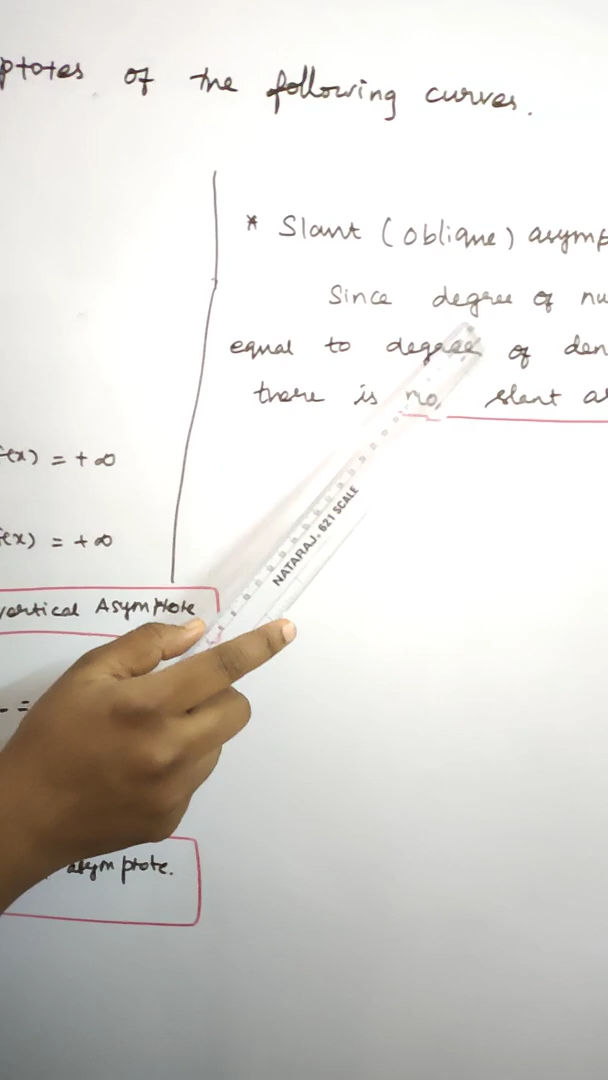 ptotes of the following curves.
* Slant (oblique) asymp
Since degree of nu
equal to degree of den
there is no, slant as
f(x) = +∞
f(x) = +∞
vertical Asymptote
- =
asymptote.
NATARAJ. 621 SCALE